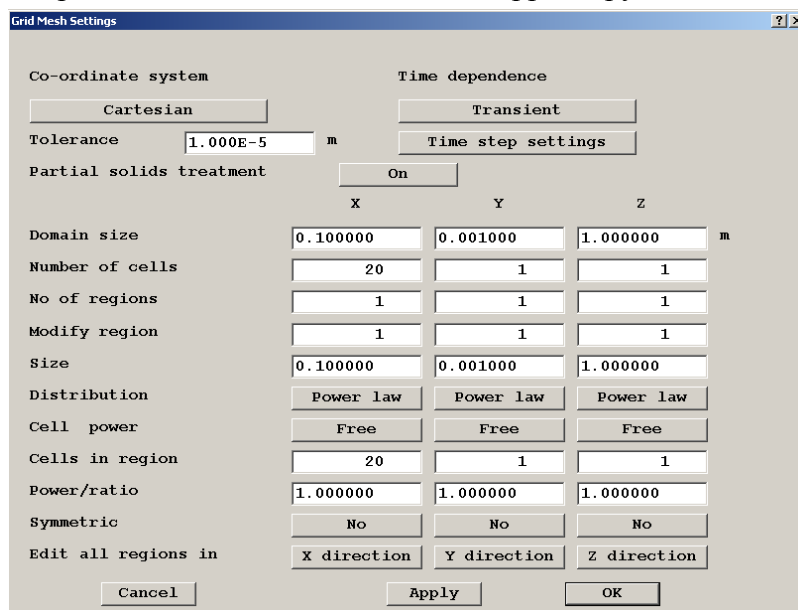 Grid Mesh Settings ? ×
Co-ordinate system Time dependence
Cartesian Transient
Tolerance 1.000E-5 m Time step settings
Partial solids treatment On
X Y Z
Domain size 0.100000 0.001000 1.000000 m
Number of cells 20 1 1
No of regions 1 1 1
Modify region 1 1 1
Size 0.100000 0.001000 1.000000
Distribution Power law Power law Power law
Cell power Free Free Free
Cells in region 20 1 1
Power/ratio 1.000000 1.000000 1.000000
Symmetric No No No
Edit all regions in X direction Y direction Z direction
Cancel Apply OK